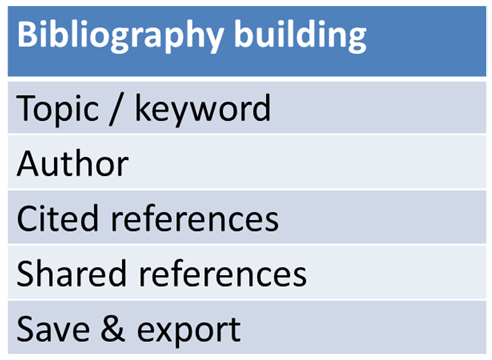 Bibliography building
Topic / keyword
Author
Cited references
Shared references
Save & export